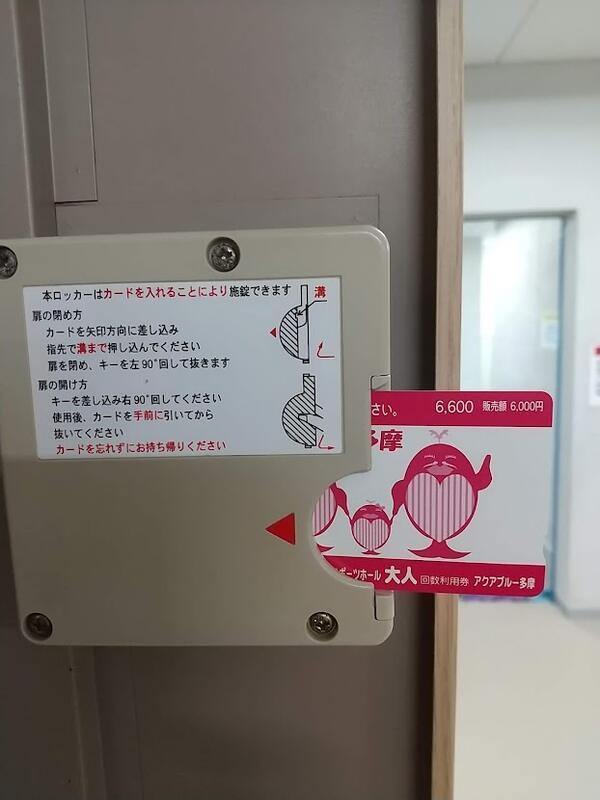 本ロッカーはカードを入れることにより施錠できます
溝
扉の閉め方
カードを矢印方向に差し込み
指先で溝まで押し込んでください
扉を閉め、キーを左90°回して抜きます
扉の開け方
キーを差し込み右90°回してください
使用後、カードを手前に引いてから
抜いてください
カードを忘れずにお持ち帰りください
さい。 6,600 販売額 6,000円
多摩
ポーツホール 大人 回数利用券 アクアブルー多摩